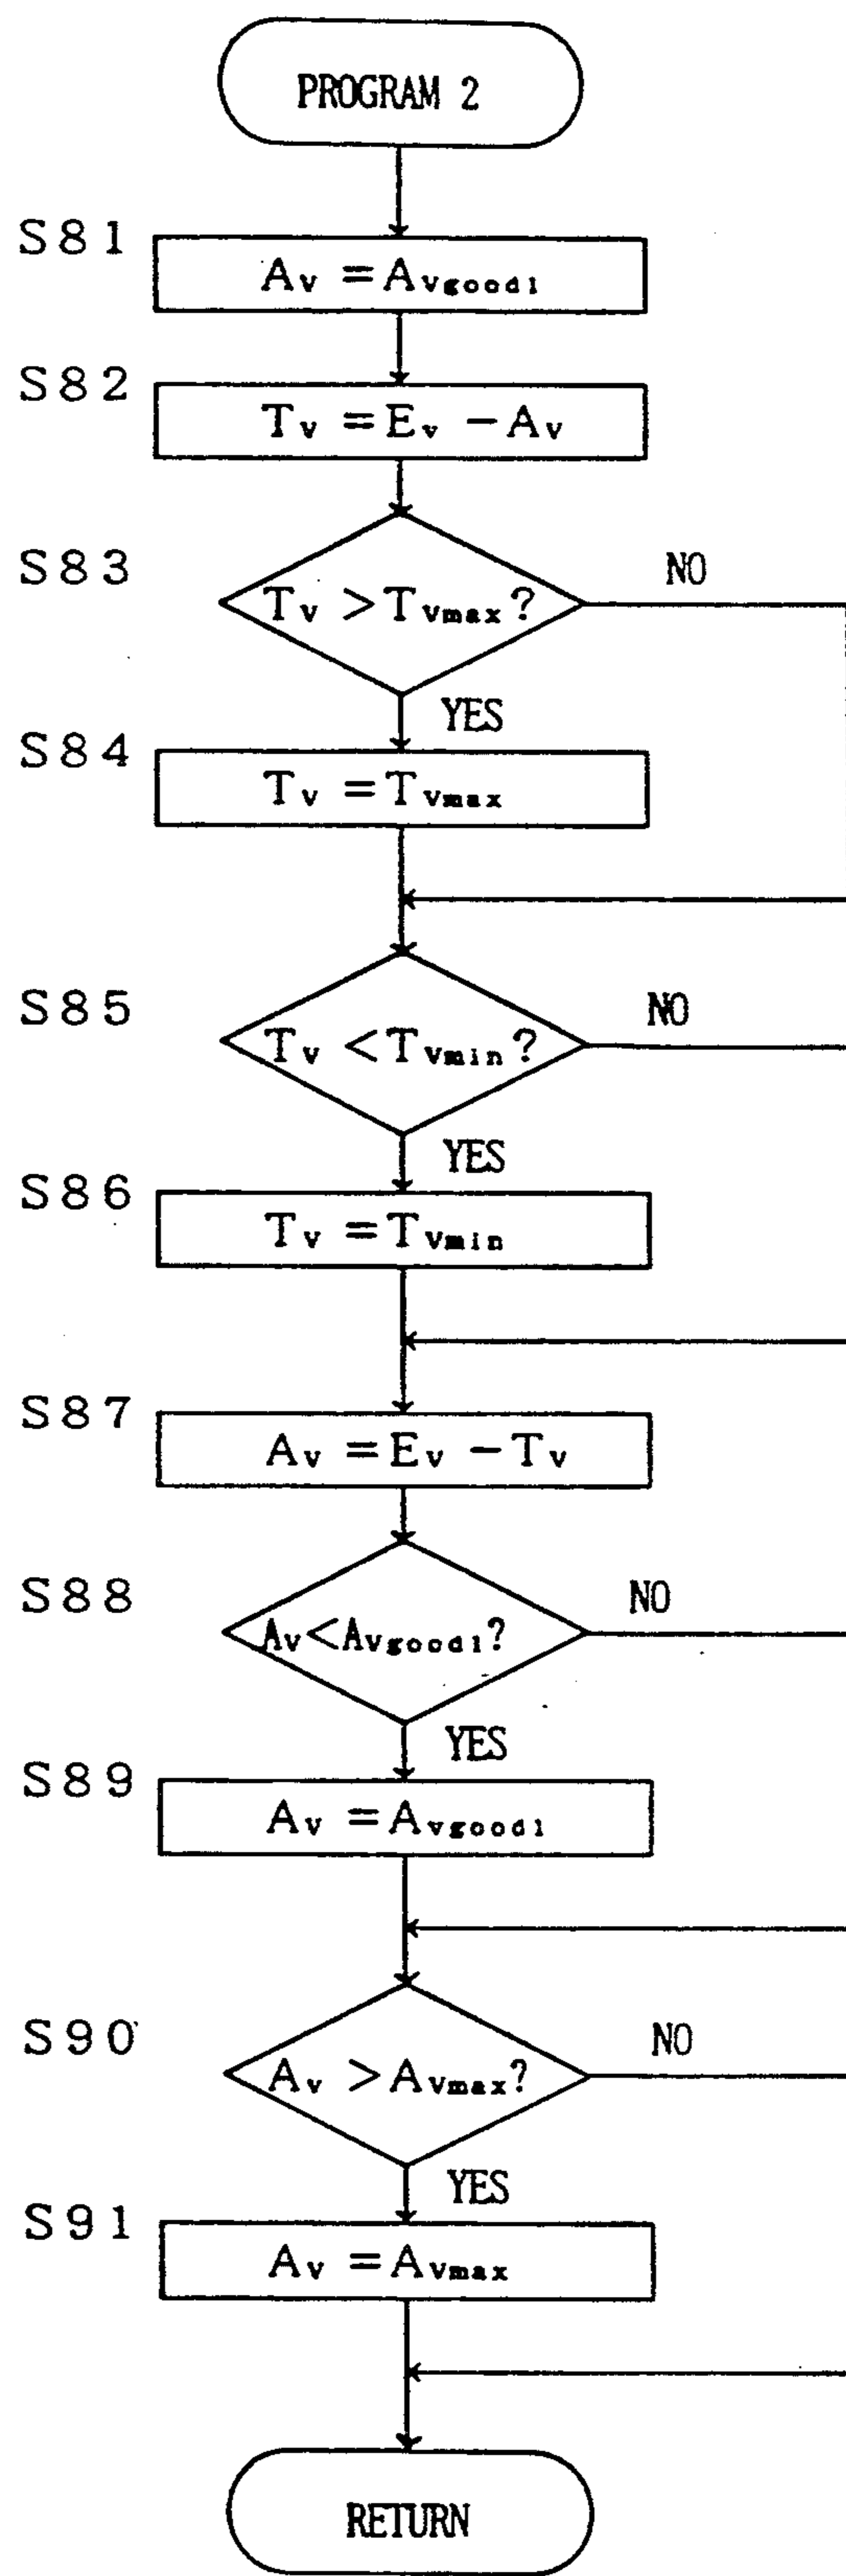 PROGRAM 2
S81
Av = Avgood1
S82
Tv = Ev - Av
S83
Tv > Tvmax?
NO
YES
S84
Tv = Tvmax
S85
Tv < Tvmin?
NO
YES
S86
Tv = Tvmin
S87
Av = Ev - Tv
S88
Av < Avgood1?
NO
YES
S89
Av = Avgood1
S90
Av > Avmax?
NO
YES
S91
Av = Avmax
RETURN